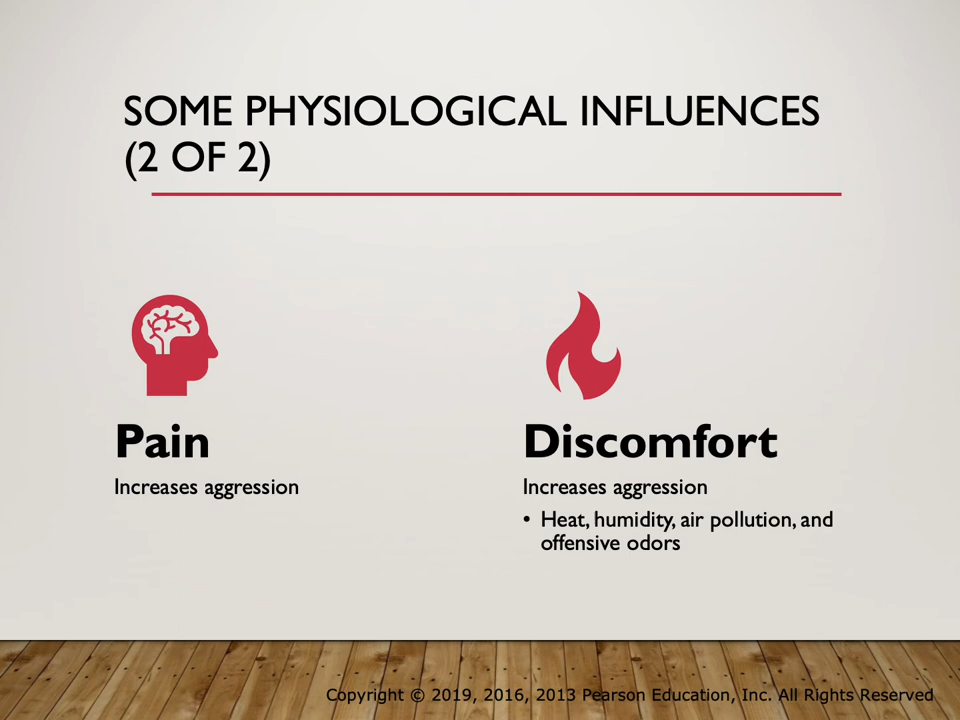 SOME PHYSIOLOGICAL INFLUENCES
(2 OF 2)
Pain
Increases aggression
Discomfort
Increases aggression
• Heat, humidity, air pollution, and
offensive odors
Copyright © 2019, 2016, 2013 Pearson Education, Inc. All Rights Reserved